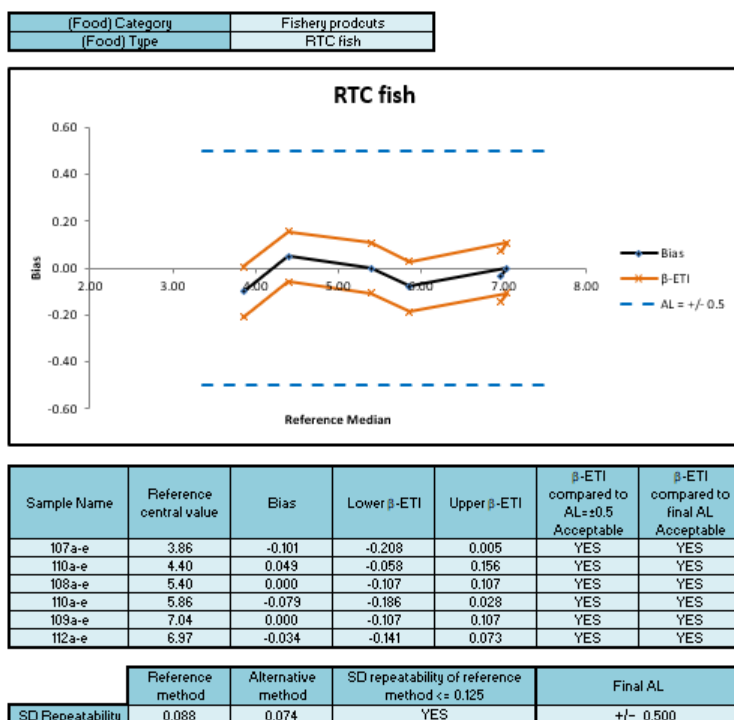 (Food) Category Fishery prodcuts
(Food) Type RTC fish
RTC fish
0.60
0.40
0.20
0.00
-0.20
-0.40
-0.60
2.00 3.00 4.00 5.00 6.00 7.00 8.00
Bias
Reference Median
Bias
β-ETI
AL = +/- 0.5
Sample Name Reference central value Bias Lower β-ETI Upper β-ETI β-ETI compared to AL=±0.5 Acceptable β-ETI compared to final AL Acceptable
107a-e 3.86 -0.101 -0.208 0.005 YES YES
110a-e 4.40 0.049 -0.058 0.156 YES YES
108a-e 5.40 0.000 -0.107 0.107 YES YES
110a-e 5.86 -0.079 -0.186 0.028 YES YES
109a-e 7.04 0.000 -0.107 0.107 YES YES
112a-e 6.97 -0.034 -0.141 0.073 YES YES
Reference method Alternative method SD repeatability of reference method <= 0.125 Final AL
SD Repeatability 0.088 0.074 YES +/- 0.500